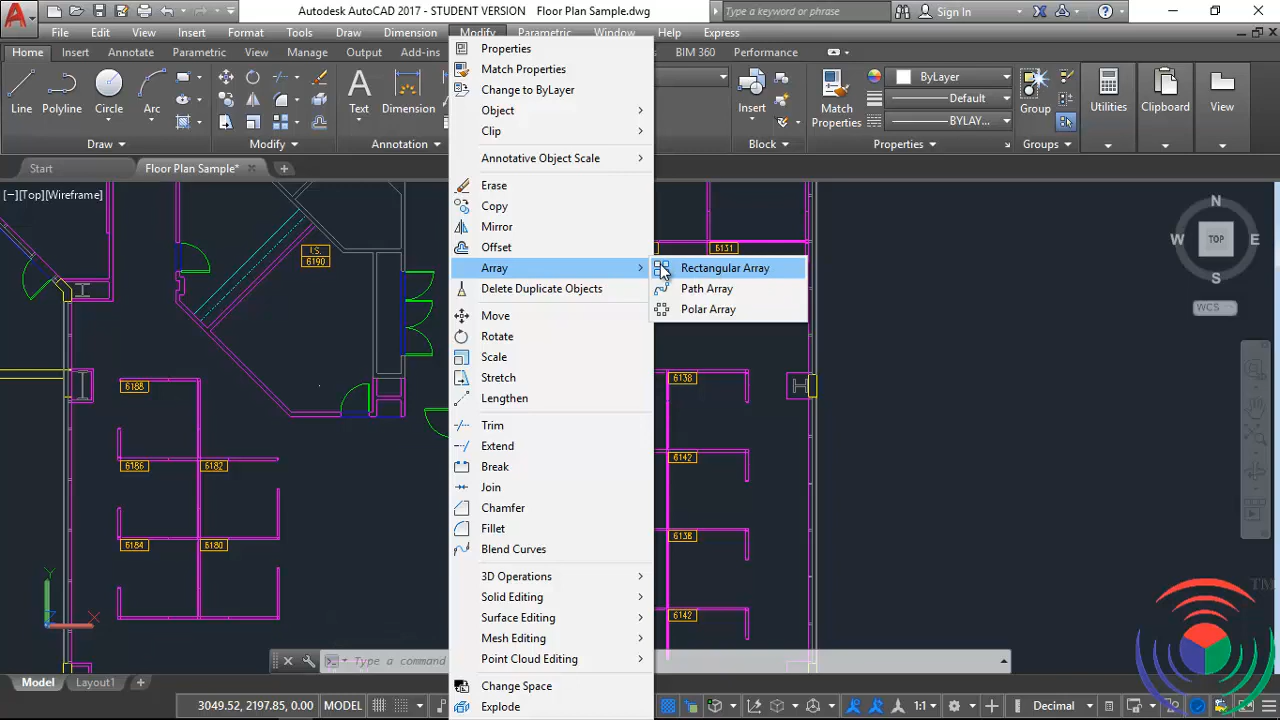 Autodesk AutoCAD 2017 - STUDENT VERSION Floor Plan Sample.dwg
Type a keyword or phrase
Sign In
File Edit View Insert Format Tools Draw Dimension Modify Parametric Window Help Express
Home Insert Annotate Parametric View Manage Output Add-ins BIM 360 Performance
Line Polyline Circle Arc Text Dimension
Insert Match Properties ByLayer Default BYLAY... Group Utilities Clipboard View
Draw Modify Annotation Block Properties Groups
Start Floor Plan Sample*
[−][Top][Wireframe]
Properties
Match Properties
Change to ByLayer
Object
Clip
Annotative Object Scale
Erase
Copy
Mirror
Offset
Array
Delete Duplicate Objects
Move
Rotate
Scale
Stretch
Lengthen
Trim
Extend
Break
Join
Chamfer
Fillet
Blend Curves
3D Operations
Solid Editing
Surface Editing
Mesh Editing
Point Cloud Editing
Change Space
Explode
Rectangular Array
Path Array
Polar Array
N
W TOP E
S
WCS
I.S.
6190
6131
6188
6186 6182
6184 6180
6138
6142
6138
6142
Y
X
Type a command
Model Layout1
3049.52, 2197.85, 0.00 MODEL
1:1 Decimal
TM